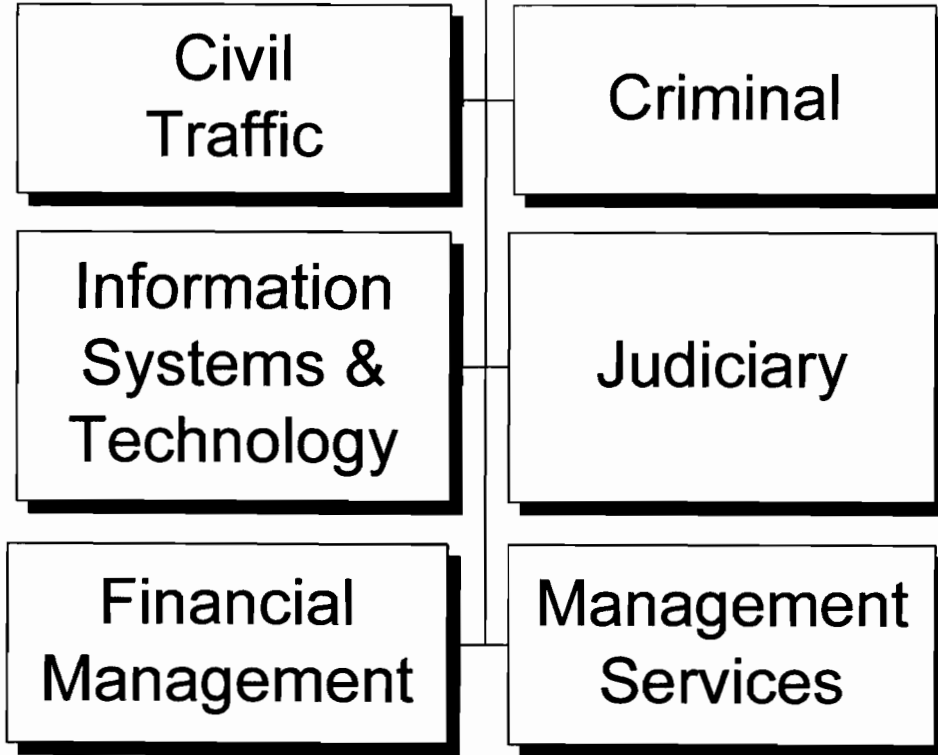 Civil
Traffic
Criminal
Information
Systems &
Technology
Judiciary
Financial
Management
Management
Services